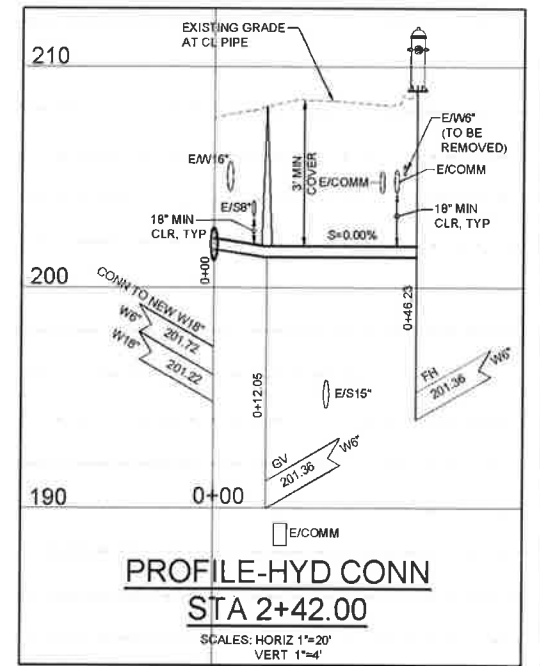 EXISTING GRADE
AT CL PIPE
210
E/W6"
(TO BE
REMOVED)
E/W16"
3' MIN
COVER
E/COMM
E/COMM
E/S8"
18" MIN
CLR, TYP
18" MIN
CLR, TYP
S=0.00%
200
0+00
0+46.23
CONN TO NEW W18"
W6"
201.72
W18"
201.22
0+12.05
E/S15"
FH
201.36
W6"
GV
201.36
W6"
190
0+00
E/COMM
PROFILE-HYD CONN
STA 2+42.00
SCALES: HORIZ 1"=20'
VERT 1"=4'